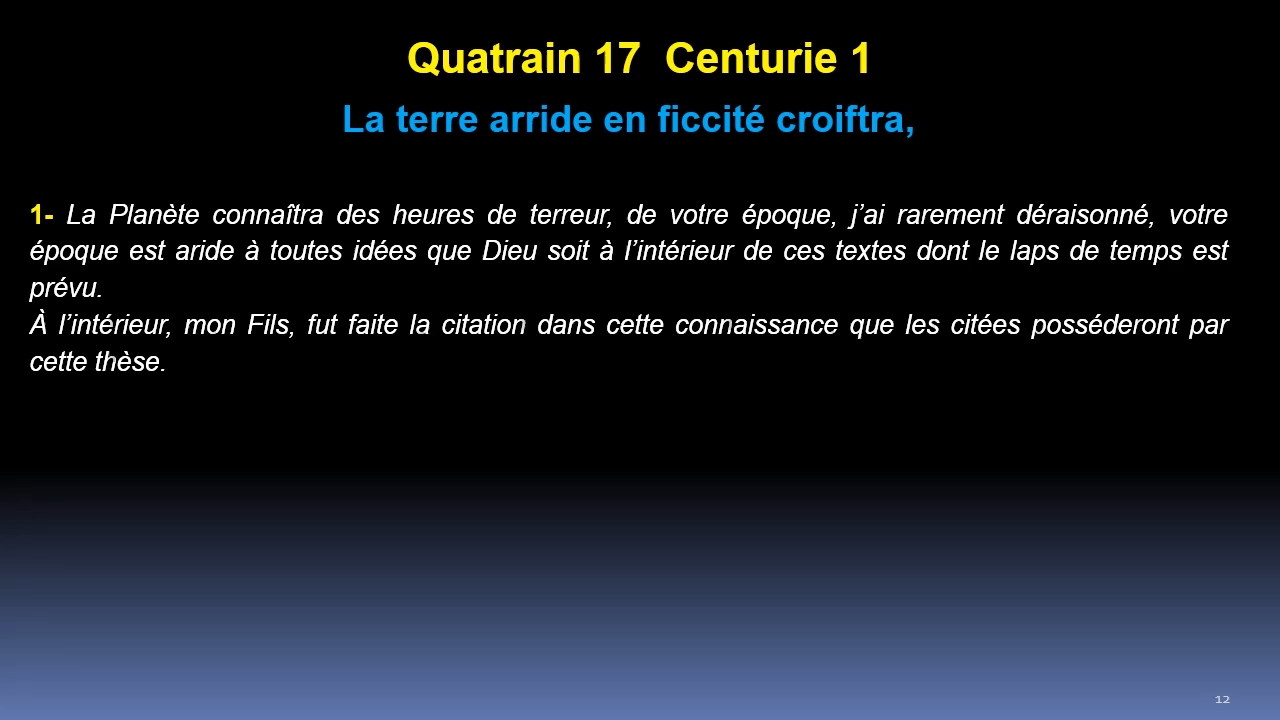 Quatrain 17  Centurie 1
La terre arride en ficcité croiftra,
1- La Planète connaîtra des heures de terreur, de votre époque, j’ai rarement déraisonné, votre
époque est aride à toutes idées que Dieu soit à l’intérieur de ces textes dont le laps de temps est
prévu.
À l’intérieur, mon Fils, fut faite la citation dans cette connaissance que les citées posséderont par
cette thèse.
12